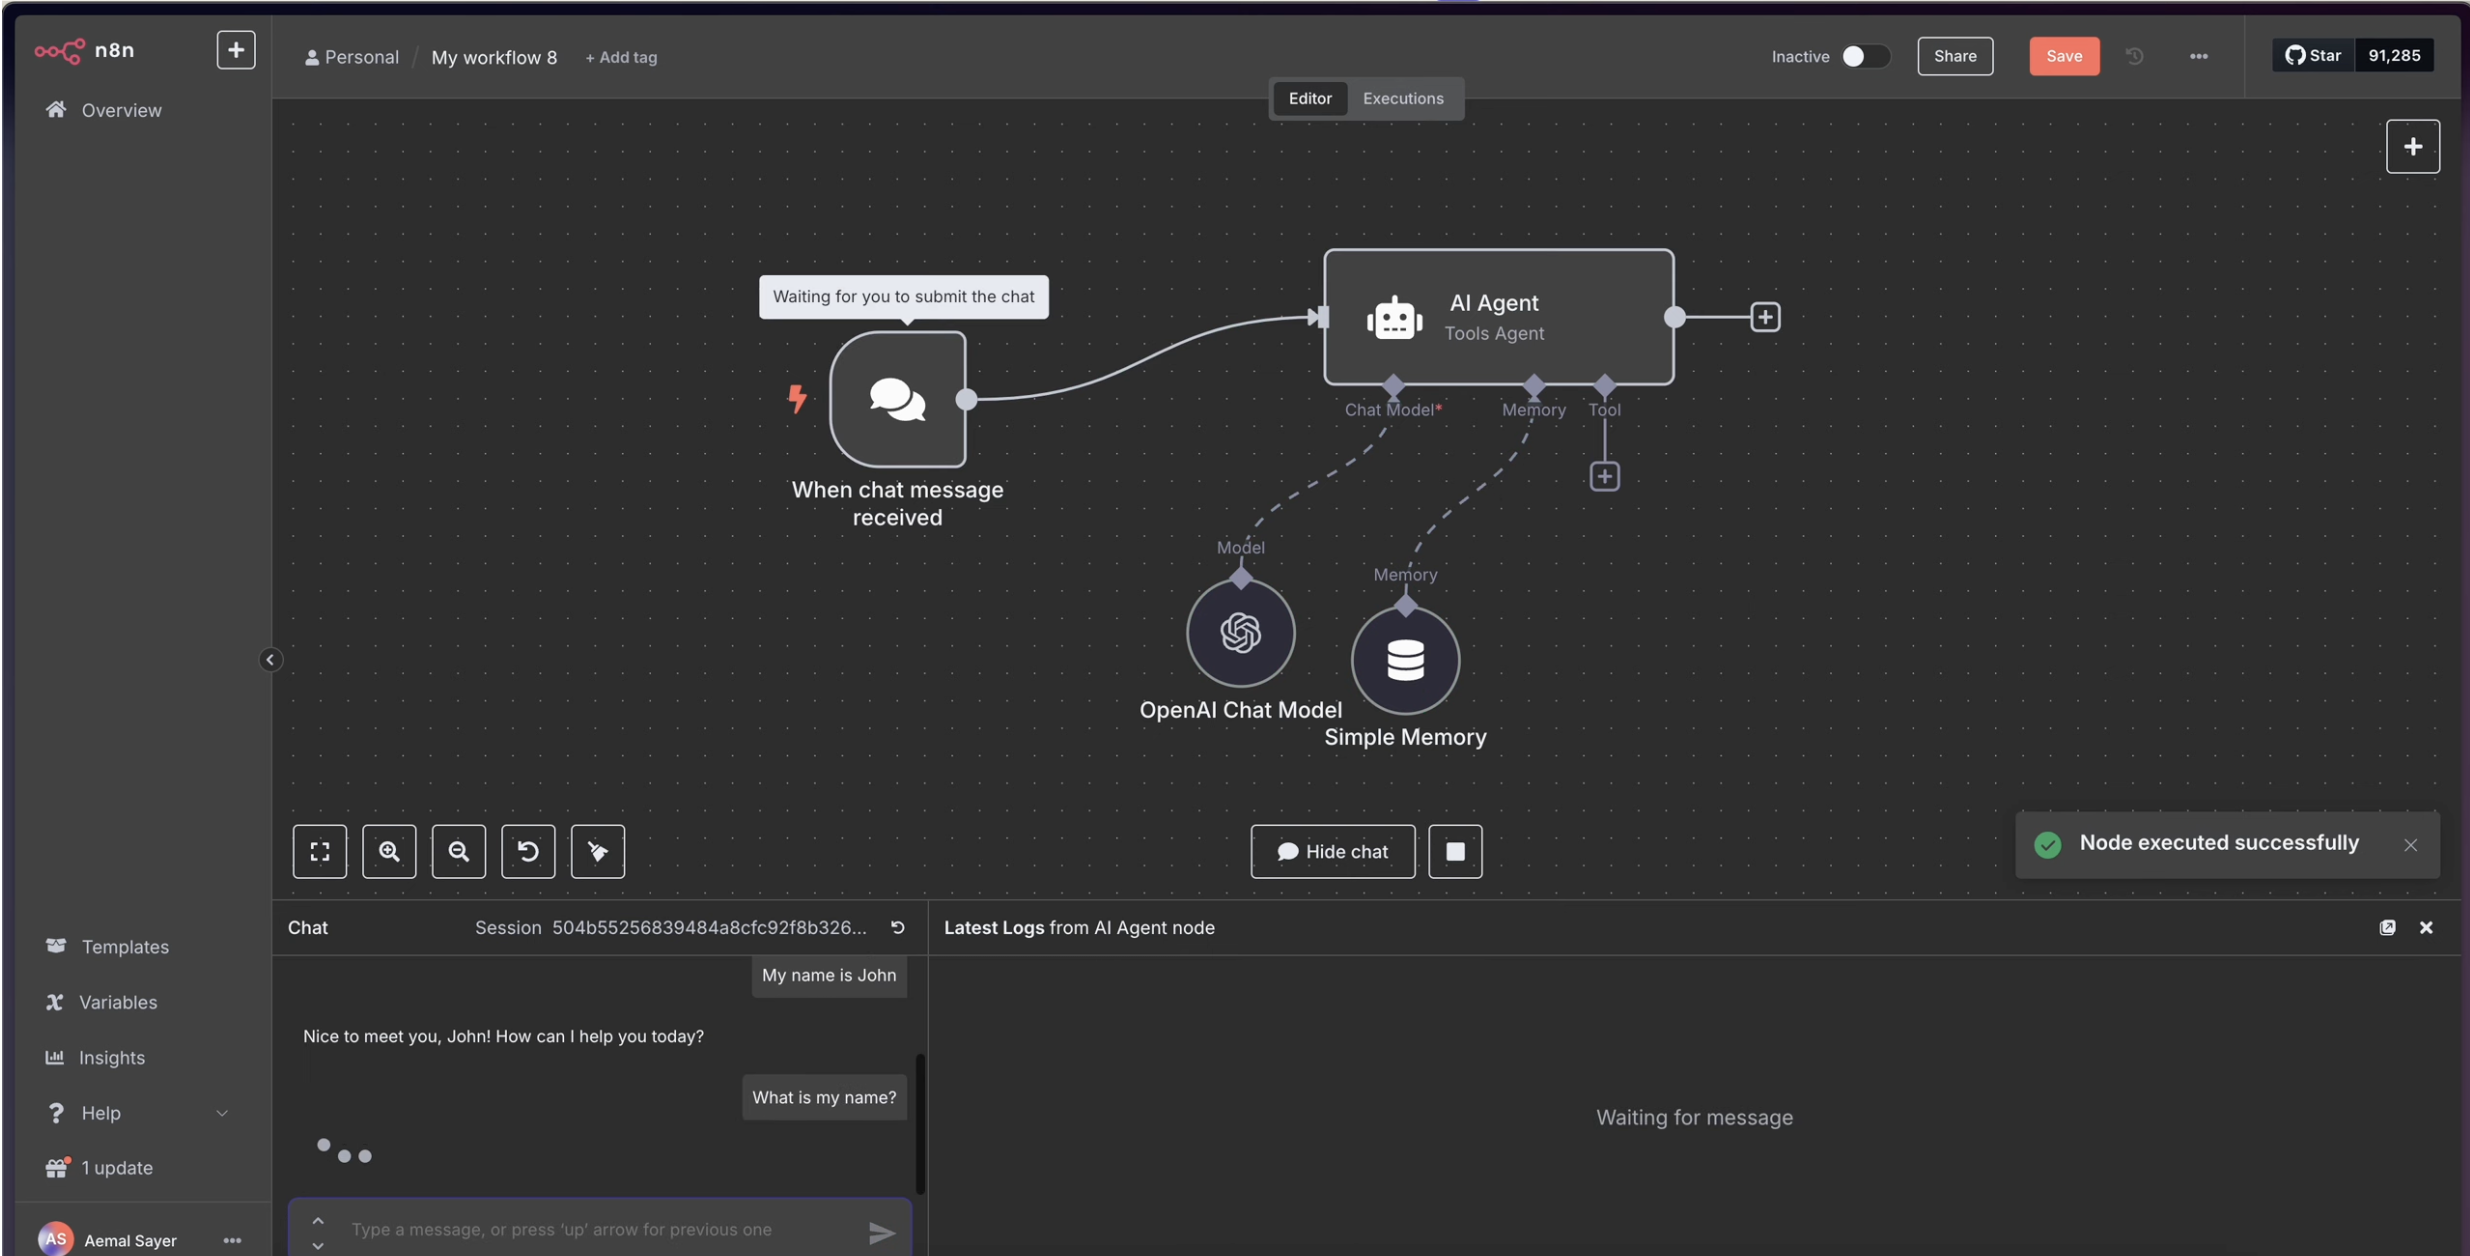 n8n
Personal / My workflow 8 + Add tag
Inactive
Share
Save
Star 91,285
Editor Executions
Overview
Waiting for you to submit the chat
AI Agent
Tools Agent
Chat Model*
Memory
Tool
When chat message
received
Model
Memory
OpenAI Chat Model
Simple Memory
Hide chat
Node executed successfully
Chat
Session 504b55256839484a8cfc92f8b326...
Latest Logs from AI Agent node
My name is John
Nice to meet you, John! How can I help you today?
What is my name?
Waiting for message
Type a message, or press ‘up’ arrow for previous one
Templates
Variables
Insights
Help
1 update
AS Aemal Sayer